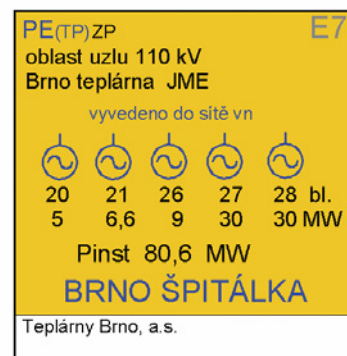 PE(TP) ZP E7
oblast uzlu 110 kV
Brno teplárna JME
vyvedeno do sítě vn
20 21 26 27 28 bl.
5 6,6 9 30 30 MW
Pinst 80,6 MW
BRNO ŠPITÁLKA
Teplárny Brno, a.s.